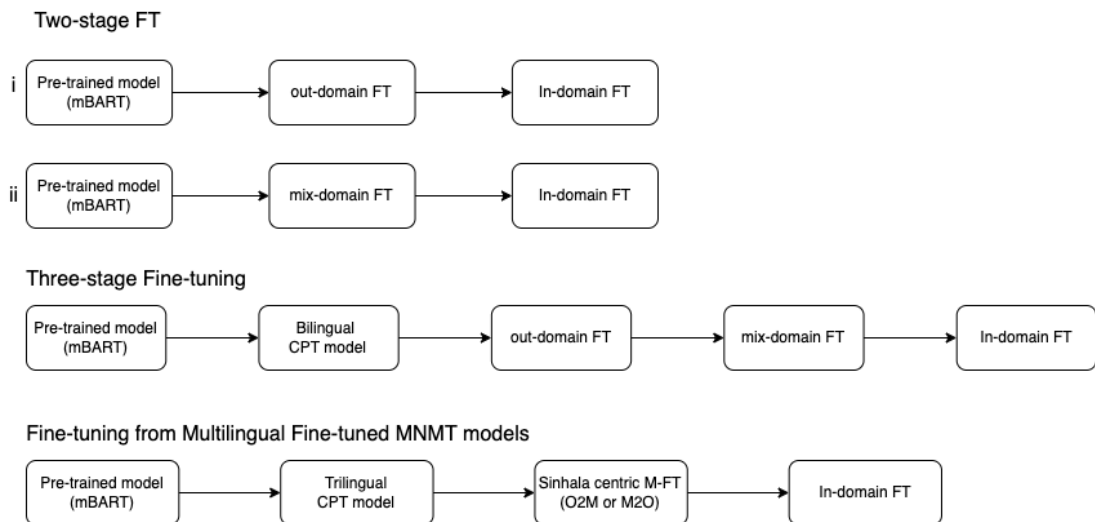 Two-stage FT
i
Pre-trained model
(mBART)
out-domain FT
In-domain FT
ii
Pre-trained model
(mBART)
mix-domain FT
In-domain FT
Three-stage Fine-tuning
Pre-trained model
(mBART)
Bilingual
CPT model
out-domain FT
mix-domain FT
In-domain FT
Fine-tuning from Multilingual Fine-tuned MNMT models
Pre-trained model
(mBART)
Trilingual
CPT model
Sinhala centric M-FT
(O2M or M2O)
In-domain FT